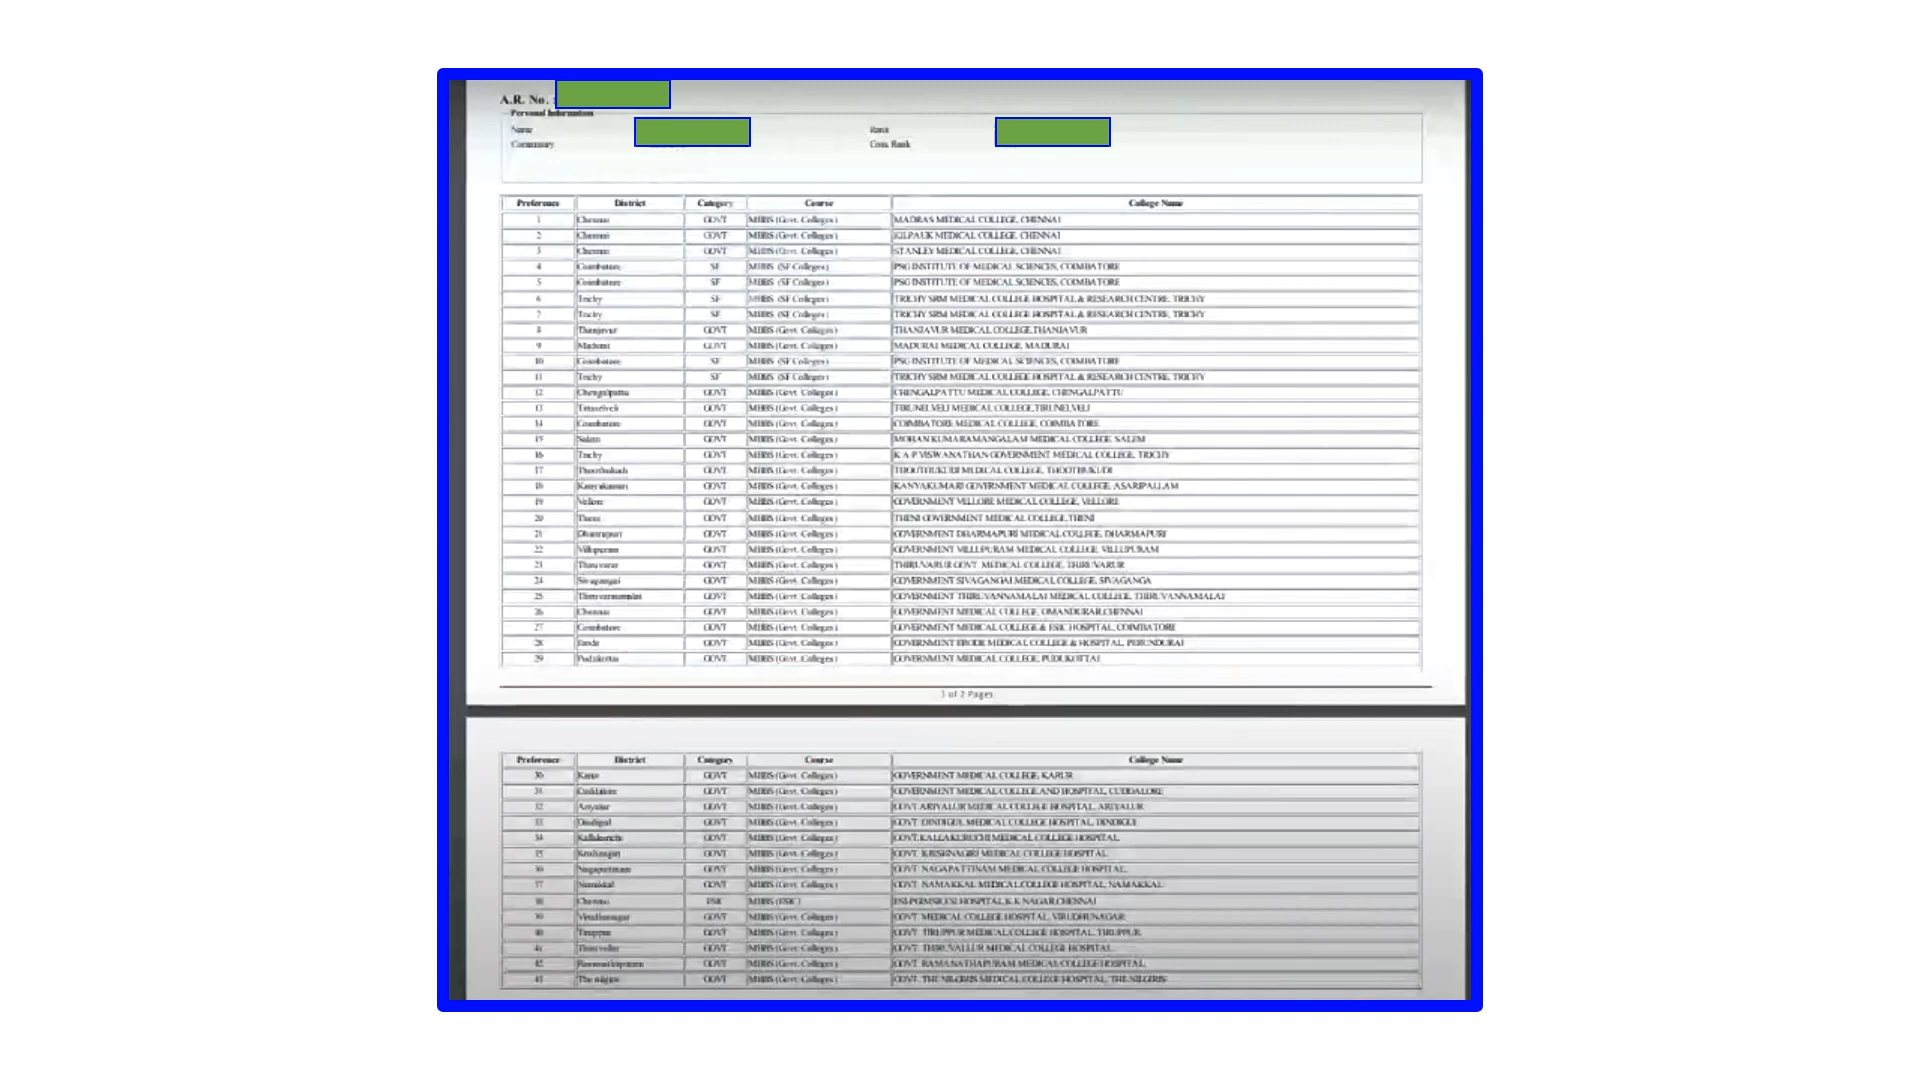 A.R. No. :
Personal Information
Name Rank
Community Com. Rank
Preference District Category Course College Name
1 Chennai GOVT MBBS (Govt. Colleges) MADRAS MEDICAL COLLEGE, CHENNAI
2 Chennai GOVT MBBS (Govt. Colleges) KILPAUK MEDICAL COLLEGE, CHENNAI
3 Chennai GOVT MBBS (Govt. Colleges) STANLEY MEDICAL COLLEGE, CHENNAI
4 Coimbatore SF MBBS (SF Colleges) PSG INSTITUTE OF MEDICAL SCIENCES, COIMBATORE
5 Coimbatore SF MBBS (SF Colleges) PSG INSTITUTE OF MEDICAL SCIENCES, COIMBATORE
6 Trichy SF MBBS (SF Colleges) TRICHY SRM MEDICAL COLLEGE HOSPITAL & RESEARCH CENTRE, TRICHY
7 Trichy SF MBBS (SF Colleges) TRICHY SRM MEDICAL COLLEGE HOSPITAL & RESEARCH CENTRE, TRICHY
8 Thanjavur GOVT MBBS (Govt. Colleges) THANJAVUR MEDICAL COLLEGE,THANJAVUR
9 Madurai GOVT MBBS (Govt. Colleges) MADURAI MEDICAL COLLEGE, MADURAI
10 Coimbatore SF MBBS (SF Colleges) PSG INSTITUTE OF MEDICAL SCIENCES, COIMBATORE
11 Trichy SF MBBS (SF Colleges) TRICHY SRM MEDICAL COLLEGE HOSPITAL & RESEARCH CENTRE, TRICHY
12 Chengalpattu GOVT MBBS (Govt. Colleges) CHENGALPATTU MEDICAL COLLEGE, CHENGALPATTU
13 Tirunelveli GOVT MBBS (Govt. Colleges) TIRUNELVELI MEDICAL COLLEGE,TIRUNELVELI
14 Coimbatore GOVT MBBS (Govt. Colleges) COIMBATORE MEDICAL COLLEGE, COIMBATORE
15 Salem GOVT MBBS (Govt. Colleges) MOHAN KUMARAMANGALAM MEDICAL COLLEGE, SALEM
16 Trichy GOVT MBBS (Govt. Colleges) K A P VISWANATHAN GOVERNMENT MEDICAL COLLEGE, TRICHY
17 Thoothukudi GOVT MBBS (Govt. Colleges) THOOTHUKUDI MEDICAL COLLEGE, THOOTHUKUDI
18 Kanyakumari GOVT MBBS (Govt. Colleges) KANYAKUMARI GOVERNMENT MEDICAL COLLEGE, ASARIPALLAM
19 Vellore GOVT MBBS (Govt. Colleges) GOVERNMENT VELLORE MEDICAL COLLEGE, VELLORE
20 Theni GOVT MBBS (Govt. Colleges) THENI GOVERNMENT MEDICAL COLLEGE,THENI
21 Dharmapuri GOVT MBBS (Govt. Colleges) GOVERNMENT DHARMAPURI MEDICAL COLLEGE, DHARMAPURI
22 Villupuram GOVT MBBS (Govt. Colleges) GOVERNMENT VILLUPURAM MEDICAL COLLEGE, VILLUPURAM
23 Thiruvarur GOVT MBBS (Govt. Colleges) THIRUVARUR GOVT. MEDICAL COLLEGE, THIRUVARUR
24 Sivagangai GOVT MBBS (Govt. Colleges) GOVERNMENT SIVAGANGAI MEDICAL COLLEGE, SIVAGANGA
25 Thiruvannamalai GOVT MBBS (Govt. Colleges) GOVERNMENT THIRUVANNAMALAI MEDICAL COLLEGE, THIRUVANNAMALAI
26 Chennai GOVT MBBS (Govt. Colleges) GOVERNMENT MEDICAL COLLEGE, OMANDURAR,CHENNAI
27 Coimbatore GOVT MBBS (Govt. Colleges) GOVERNMENT MEDICAL COLLEGE & ESIC HOSPITAL, COIMBATORE
28 Erode GOVT MBBS (Govt. Colleges) GOVERNMENT ERODE MEDICAL COLLEGE & HOSPITAL, PERUNDURAI
29 Pudukottai GOVT MBBS (Govt. Colleges) GOVERNMENT MEDICAL COLLEGE, PUDUKOTTAI
1 of 2 Pages
Preference District Category Course College Name
30 Karur GOVT MBBS (Govt. Colleges) GOVERNMENT MEDICAL COLLEGE, KARUR
31 Cuddalore GOVT MBBS (Govt. Colleges) GOVERNMENT MEDICAL COLLEGE AND HOSPITAL, CUDDALORE
32 Ariyalur GOVT MBBS (Govt. Colleges) GOVT.ARIYALUR MEDICAL COLLEGE HOSPITAL, ARIYALUR
33 Dindigul GOVT MBBS (Govt. Colleges) GOVT. DINDIGUL MEDICAL COLLEGE HOSPITAL, DINDIGUL
34 Kallakurichi GOVT MBBS (Govt. Colleges) GOVT.KALLAKURUCHI MEDICAL COLLEGE HOSPITAL,
35 Krishnagiri GOVT MBBS (Govt. Colleges) GOVT. KRISHNAGIRI MEDICAL COLLEGE HOSPITAL,
36 Nagapattinam GOVT MBBS (Govt. Colleges) GOVT. NAGAPATTINAM MEDICAL COLLEGE HOSPITAL,
37 Namakkal GOVT MBBS (Govt. Colleges) GOVT. NAMAKKAL MEDICAL COLLEGE HOSPITAL, NAMAKKAL
38 Chennai ESIC MBBS (ESIC) ESI-PGIMSR,ESI HOSPITAL,K.K NAGAR,CHENNAI
39 Virudhunagar GOVT MBBS (Govt. Colleges) GOVT. MEDICAL COLLEGE HOSPITAL, VIRUDHUNAGAR
40 Tiruppur GOVT MBBS (Govt. Colleges) GOVT. TIRUPPUR MEDICAL COLLEGE HOSPITAL, TIRUPPUR,
41 Thiruvallur GOVT MBBS (Govt. Colleges) GOVT. THIRUVALLUR MEDICAL COLLEGE HOSPITAL,
42 Ramanathapuram GOVT MBBS (Govt. Colleges) GOVT. RAMANATHAPURAM MEDICAL COLLEGE HOSPITAL,
43 The nilgiris GOVT MBBS (Govt. Colleges) GOVT. THE NILGIRIS MEDICAL COLLEGE HOSPITAL, THE NILGIRIS